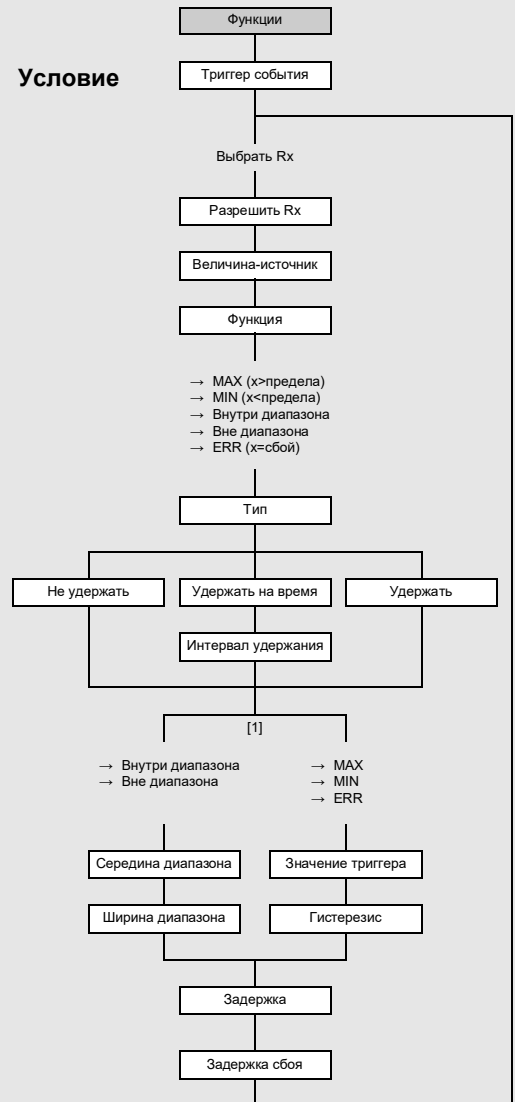 Функции
Условие
Триггер события
Выбрать Rx
Разрешить Rx
Величина-источник
Функция
→ MAX (x>предела)
→ MIN (x<предела)
→ Внутри диапазона
→ Вне диапазона
→ ERR (x=сбой)
Тип
Не удержать
Удержать на время
Удержать
Интервал удержания
[1]
→ Внутри диапазона
→ Вне диапазона
→ MAX
→ MIN
→ ERR
Середина диапазона
Значение триггера
Ширина диапазона
Гистерезис
Задержка
Задержка сбоя